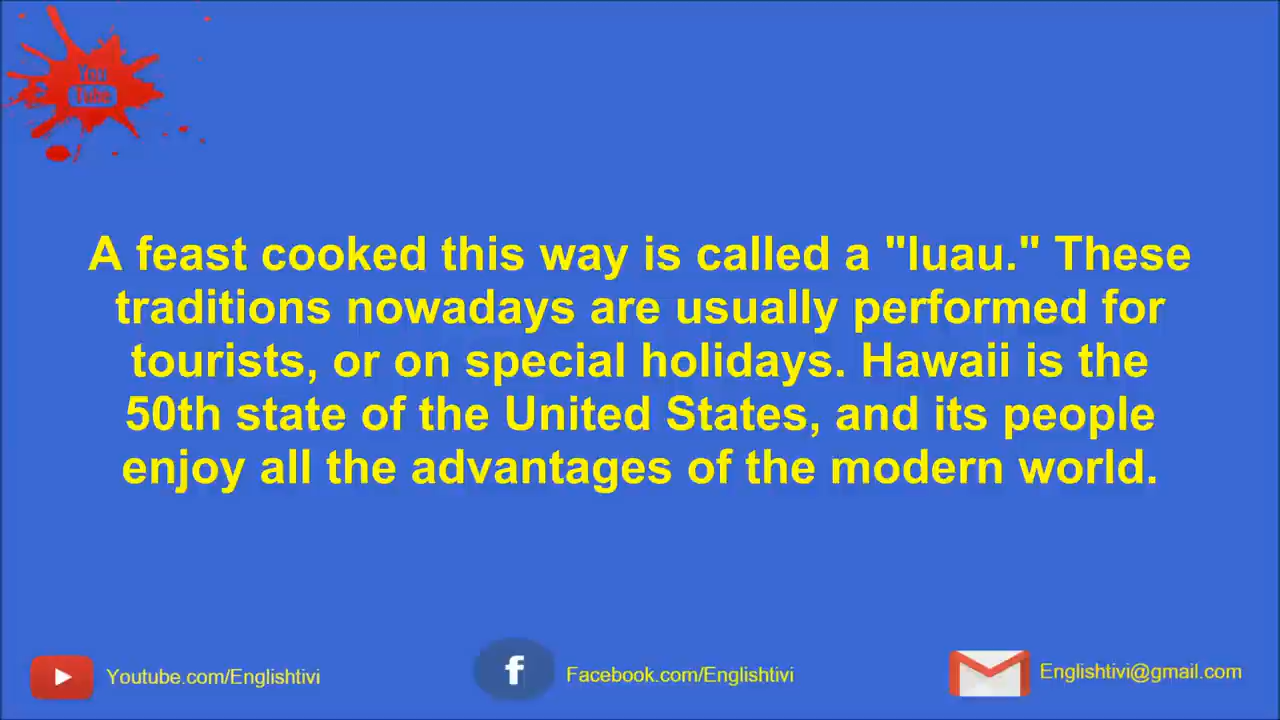 You
Tube
A feast cooked this way is called a "luau." These
traditions nowadays are usually performed for
tourists, or on special holidays. Hawaii is the
50th state of the United States, and its people
enjoy all the advantages of the modern world.
Youtube.com/Englishtivi
f
Facebook.com/Englishtivi
Englishtivi@gmail.com